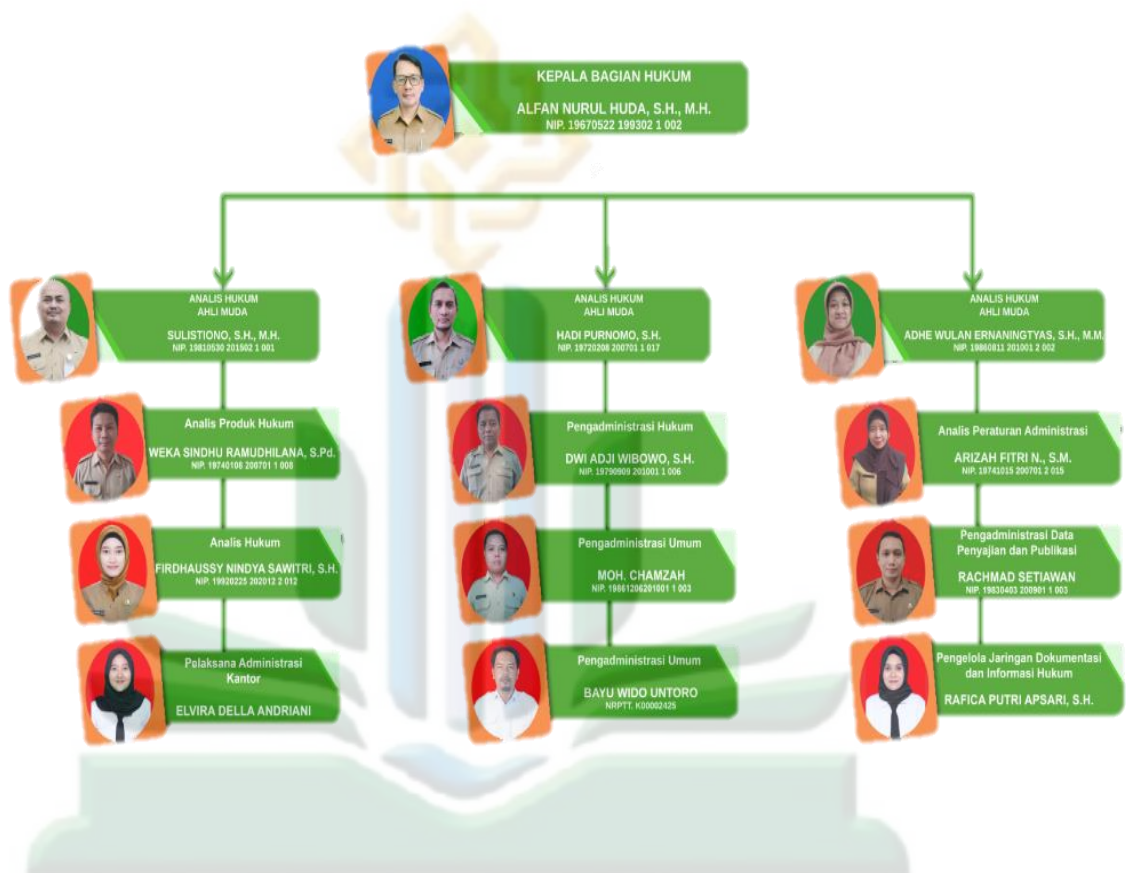 KEPALA BAGIAN HUKUM
ALFAN NURUL HUDA, S.H., M.H.
NIP. 19670522 199302 1 002
ANALIS HUKUM
AHLI MUDA
SULISTIONO, S.H., M.H.
NIP. 19810530 201502 1 001
ANALIS HUKUM
AHLI MUDA
HADI PURNOMO, S.H.
NIP. 19720208 200701 1 017
ANALIS HUKUM
AHLI MUDA
ADHE WULAN ERNANINGTYAS, S.H., M.M.
NIP. 19860811 201001 2 002
Analis Produk Hukum
WEKA SINDHU RAMUDHILANA, S.Pd.
NIP. 19740106 200701 1 008
Pengadministrasi Hukum
DWI ADJI WIBOWO, S.H.
NIP. 19790909 201001 1 006
Analis Peraturan Administrasi
ARIZAH FITRI N., S.M.
NIP. 19741015 200701 2 015
Analis Hukum
FIRDHAUSSY NINDYA SAWITRI, S.H.
NIP. 19920225 202012 2 012
Pengadministrasi Umum
MOH. CHAMZAH
NIP. 19861206201001 1 003
Pengadministrasi Data
Penyajian dan Publikasi
RACHMAD SETIAWAN
NIP. 19830403 200901 1 003
Pelaksana Administrasi
Kantor
ELVIRA DELLA ANDRIANI
Pengadministrasi Umum
BAYU WIDO UNTORO
NRPTT. K00002425
Pengelola Jaringan Dokumentasi
dan Informasi Hukum
RAFICA PUTRI APSARI, S.H.